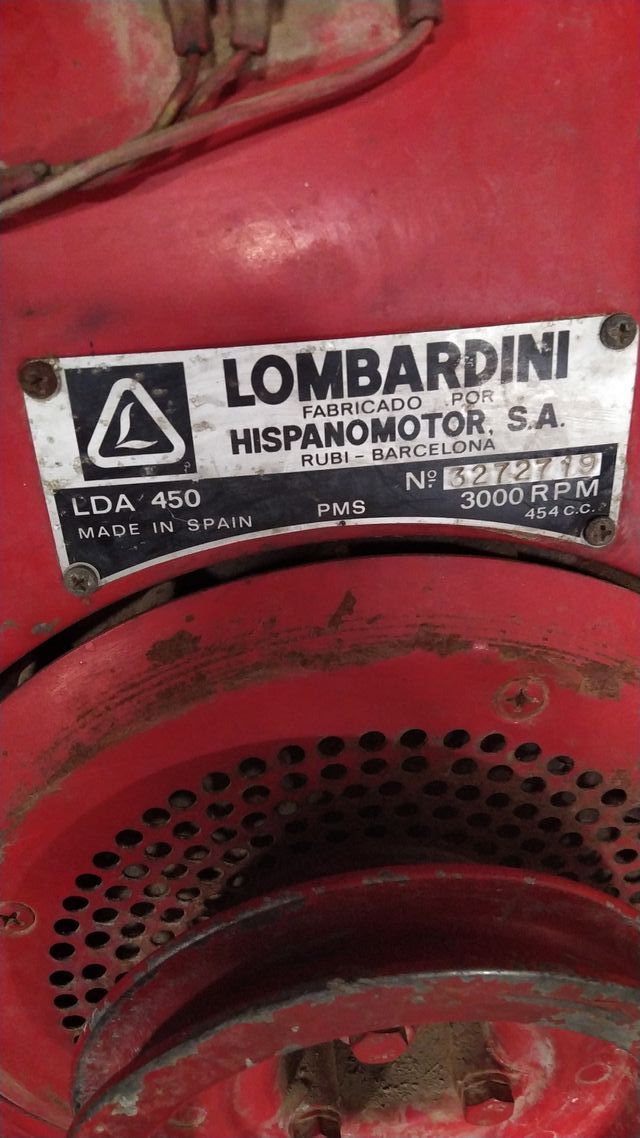 LOMBARDINI
FABRICADO POR
HISPANOMOTOR, S.A.
RUBI - BARCELONA
Nº. 3272719
LDA 450
3000 RPM
MADE IN SPAIN
PMS
454 C.C.